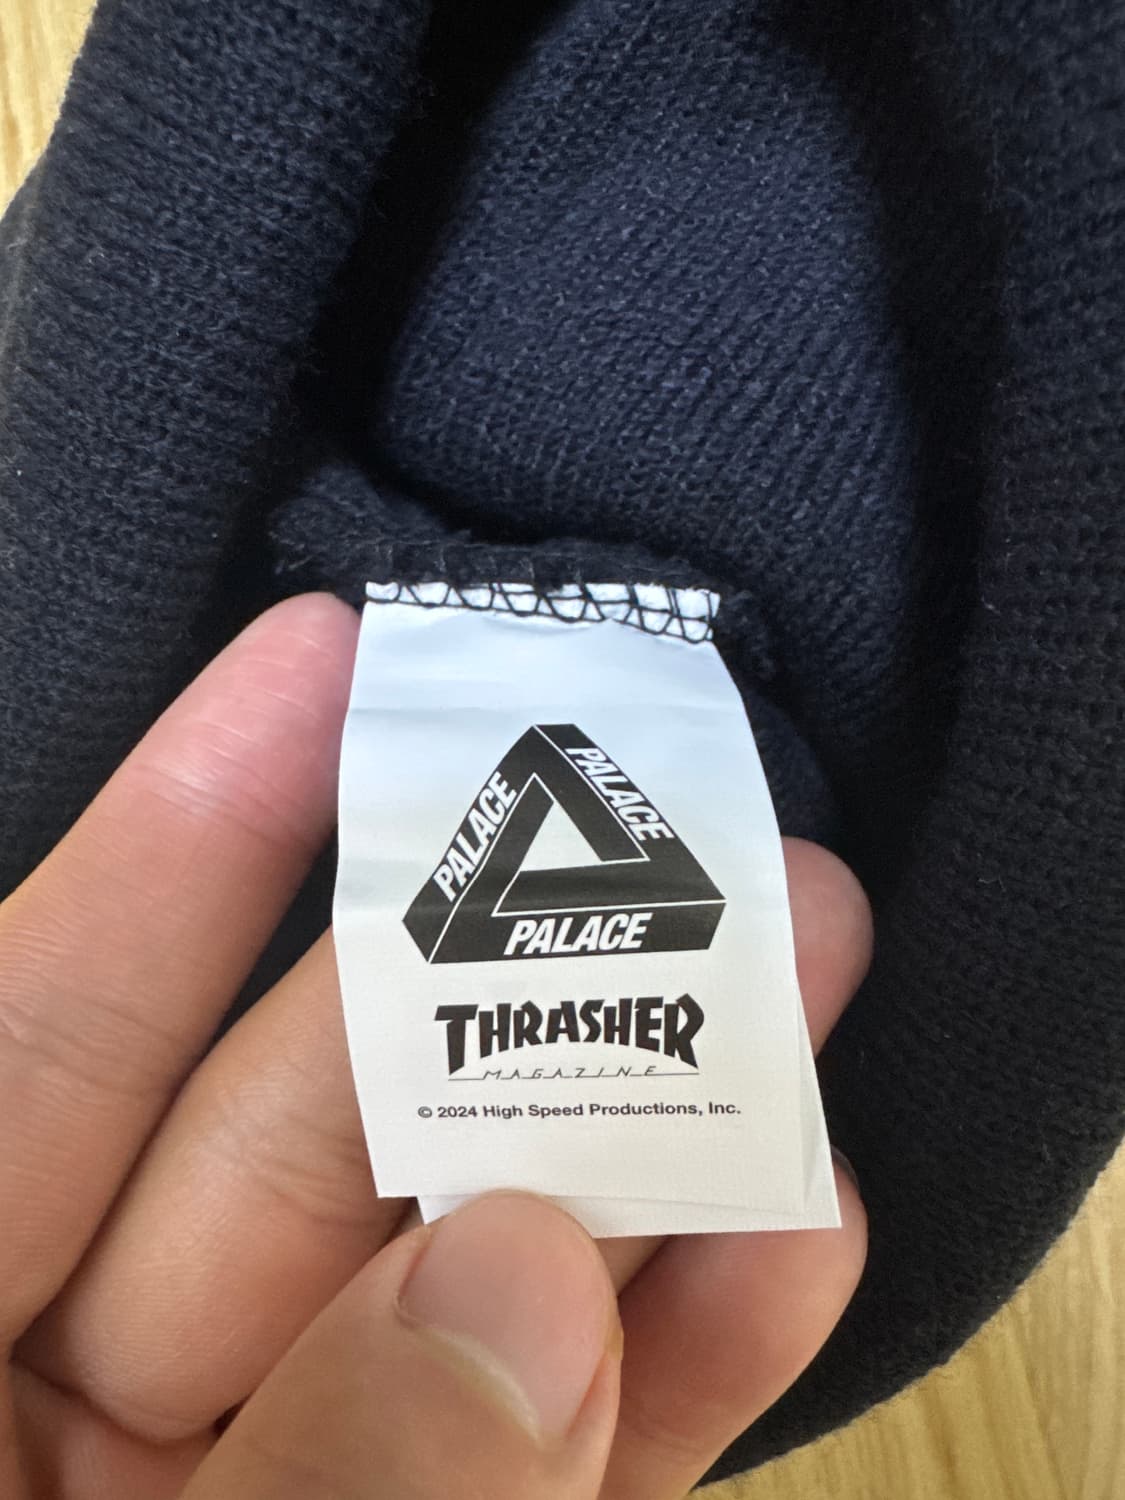 PALACE
PALACE
PALACE
THRASHER
MAGAZINE
© 2024 High Speed Productions, Inc.